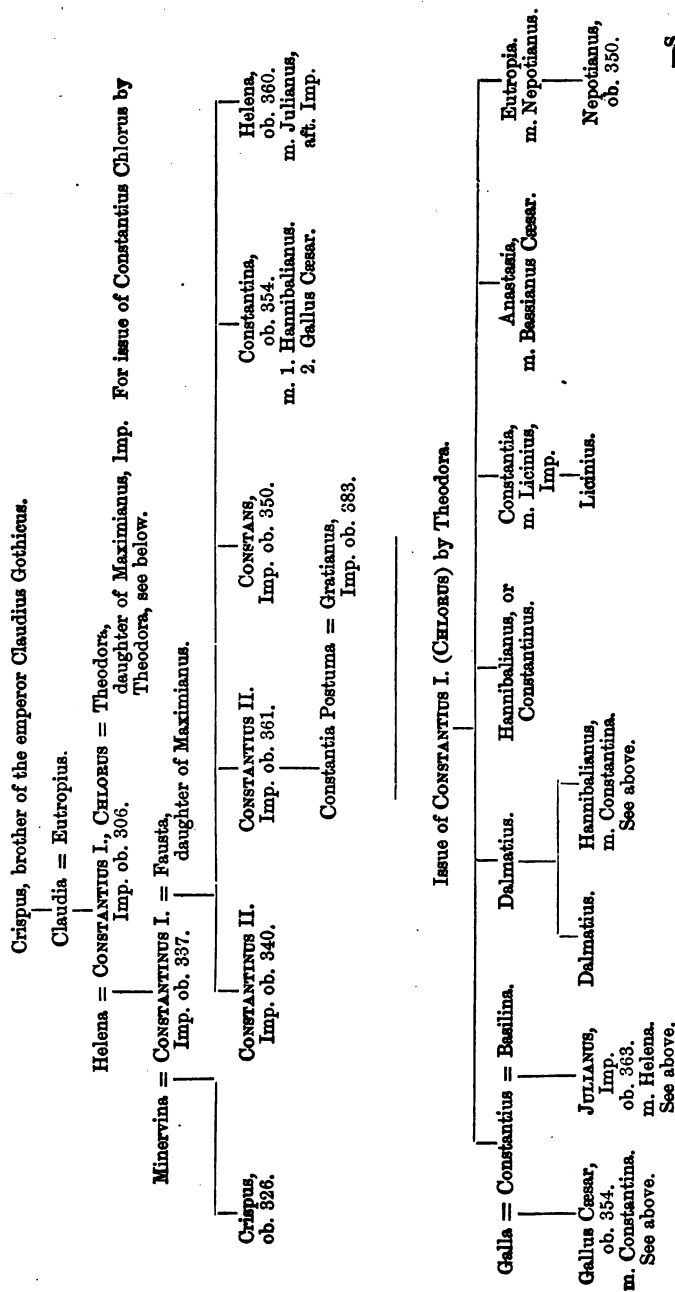 Crispus, brother of the emperor Claudius Gothicus.
Claudia = Eutropius.
Helena = CONSTANTIUS I., CHLORUS = Theodora,
Imp. ob. 306.
daughter of Maximianus, Imp. For issue of Constantius Chlorus by
Theodora, see below.
Minervina = CONSTANTINUS I. = Fausta,
Imp. ob. 337.
daughter of Maximianus.
Crispus,
ob. 326.
CONSTANTINUS II.
Imp. ob. 340.
CONSTANTIUS II.
Imp. ob. 361.
CONSTANS,
Imp. ob. 350.
Constantina,
ob. 354.
m. 1. Hannibalianus.
2. Gallus Cæsar.
Helena,
ob. 360.
m. Julianus,
aft. Imp.
Constantia Postuma = Gratianus,
Imp. ob. 383.
Issue of CONSTANTIUS I. (CHLORUS) by Theodora.
Galla = Constantius = Basilina.
Dalmatius.
Hannibalianus, or
Constantinus.
Constantia,
m. Licinius,
Imp.
Anastasia,
m. Bassianus Cæsar.
Eutropia.
m. Nepotianus.
Gallus Cæsar,
ob. 354.
m. Constantina.
See above.
JULIANUS,
Imp.
ob. 363.
m. Helena.
See above.
Dalmatius.
Hannibalianus,
m. Constantina.
See above.
Licinius.
Nepotianus,
ob. 350.
S